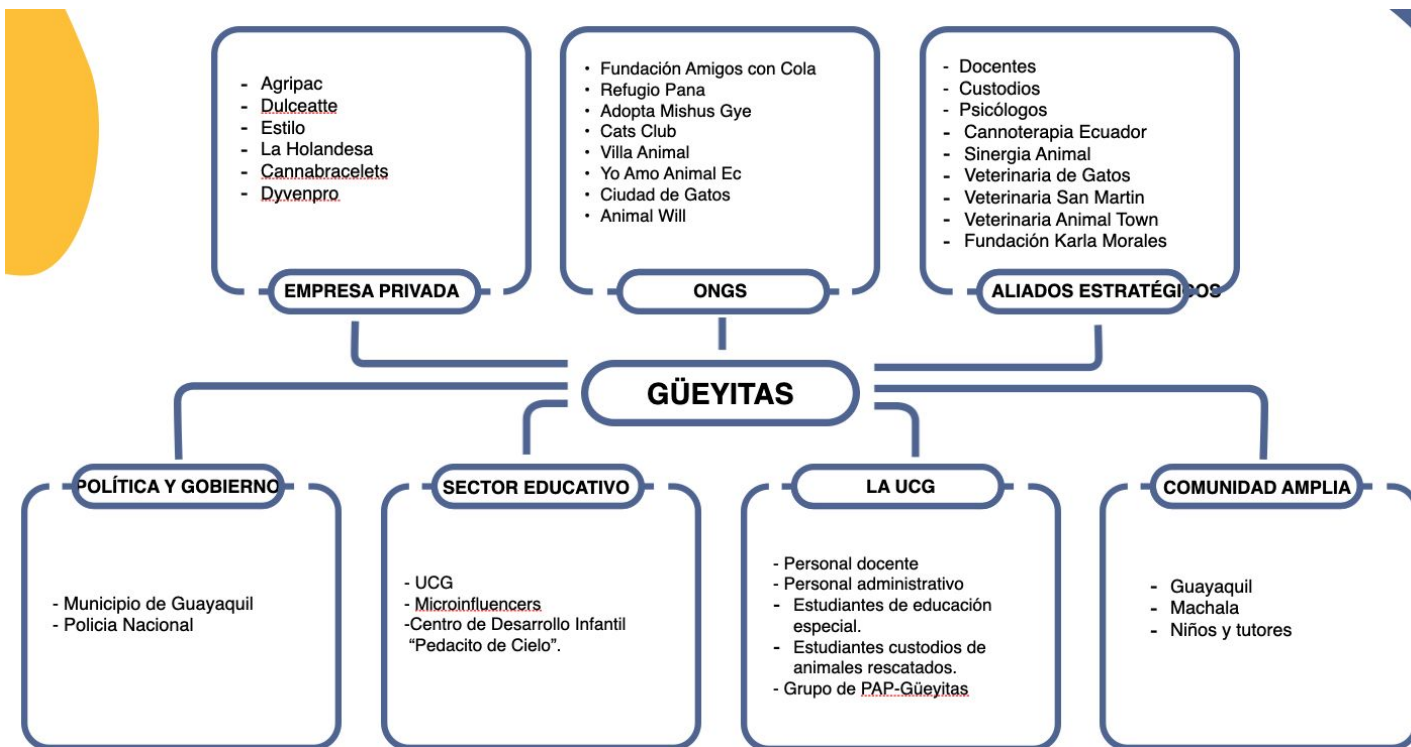 - Agripac
- Dulceatte
- Estilo
- La Holandesa
- Cannabracelets
- Dyvenpro
EMPRESA PRIVADA
• Fundación Amigos con Cola
• Refugio Pana
• Adopta Mishus Gye
• Cats Club
• Villa Animal
• Yo Amo Animal Ec
• Ciudad de Gatos
• Animal Will
ONGS
- Docentes
- Custodios
- Psicólogos
- Cannoterapia Ecuador
- Sinergia Animal
- Veterinaria de Gatos
- Veterinaria San Martin
- Veterinaria Animal Town
- Fundación Karla Morales
ALIADOS ESTRATÉGICOS
GÜEYITAS
POLÍTICA Y GOBIERNO
- Municipio de Guayaquil
- Policia Nacional
SECTOR EDUCATIVO
- UCG
- Microinfluencers
-Centro de Desarrollo Infantil
“Pedacito de Cielo”.
LA UCG
- Personal docente
- Personal administrativo
- Estudiantes de educación
especial.
- Estudiantes custodios de
animales rescatados.
- Grupo de PAP-Güeyitas
COMUNIDAD AMPLIA
- Guayaquil
- Machala
- Niños y tutores